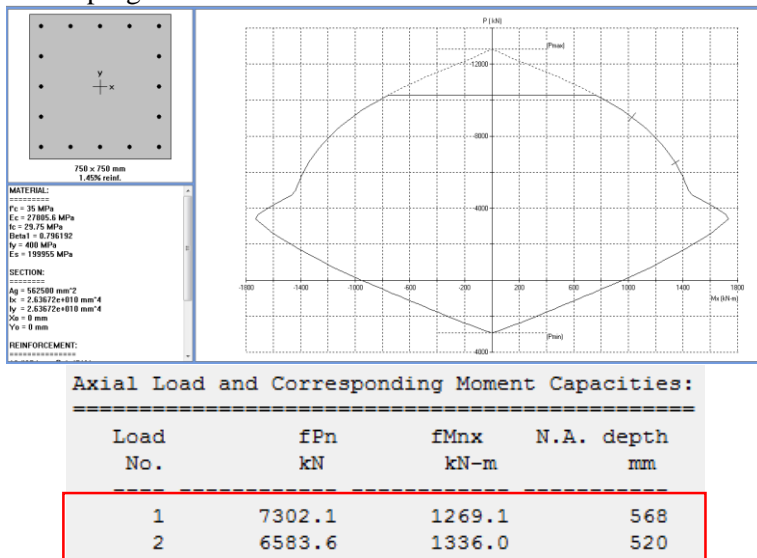 P ( kN)
(Pmax)
12000
8000
4000
-1800
-1400
-1000
-600
-200
200
600
1000
1400
1800
Mx (kN-m)
(Pmin)
-4000
y
x
750 x 750 mm
1.45% reinf.
MATERIAL:
=========
f'c = 35 MPa
Ec = 27805.6 MPa
fc = 29.75 MPa
Beta1 = 0.796192
fy = 400 MPa
Es = 199955 MPa
SECTION:
========
Ag = 562500 mm^2
Ix = 2.63672e+010 mm^4
Iy = 2.63672e+010 mm^4
Xo = 0 mm
Yo = 0 mm
REINFORCEMENT:
==============
Axial Load and Corresponding Moment Capacities:
===============================================
Load fPn fMnx N.A. depth
No. kN kN-m mm
---- ------------ ------------ -----------
1 7302.1 1269.1 568
2 6583.6 1336.0 520